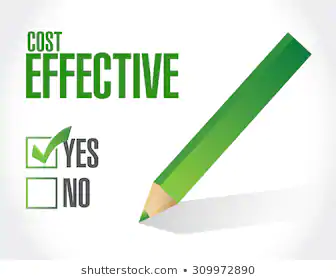 COST
EFFECTIVE
YES
NO
shutterstock.com • 309972890